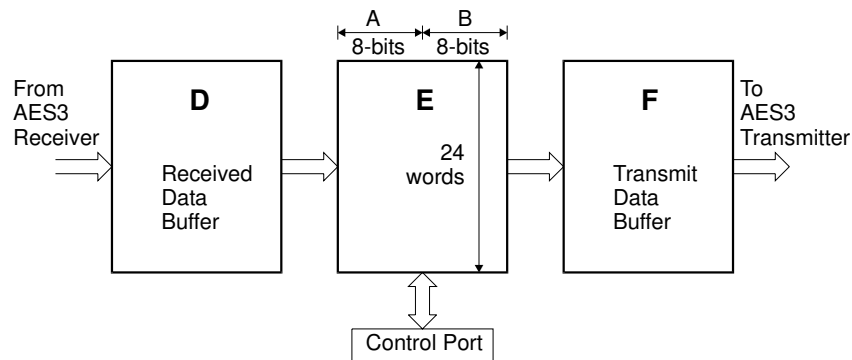 A
B
8-bits
8-bits
From
AES3
Receiver
D
Received
Data
Buffer
E
24
words
F
Transmit
Data
Buffer
To
AES3
Transmitter
Control Port